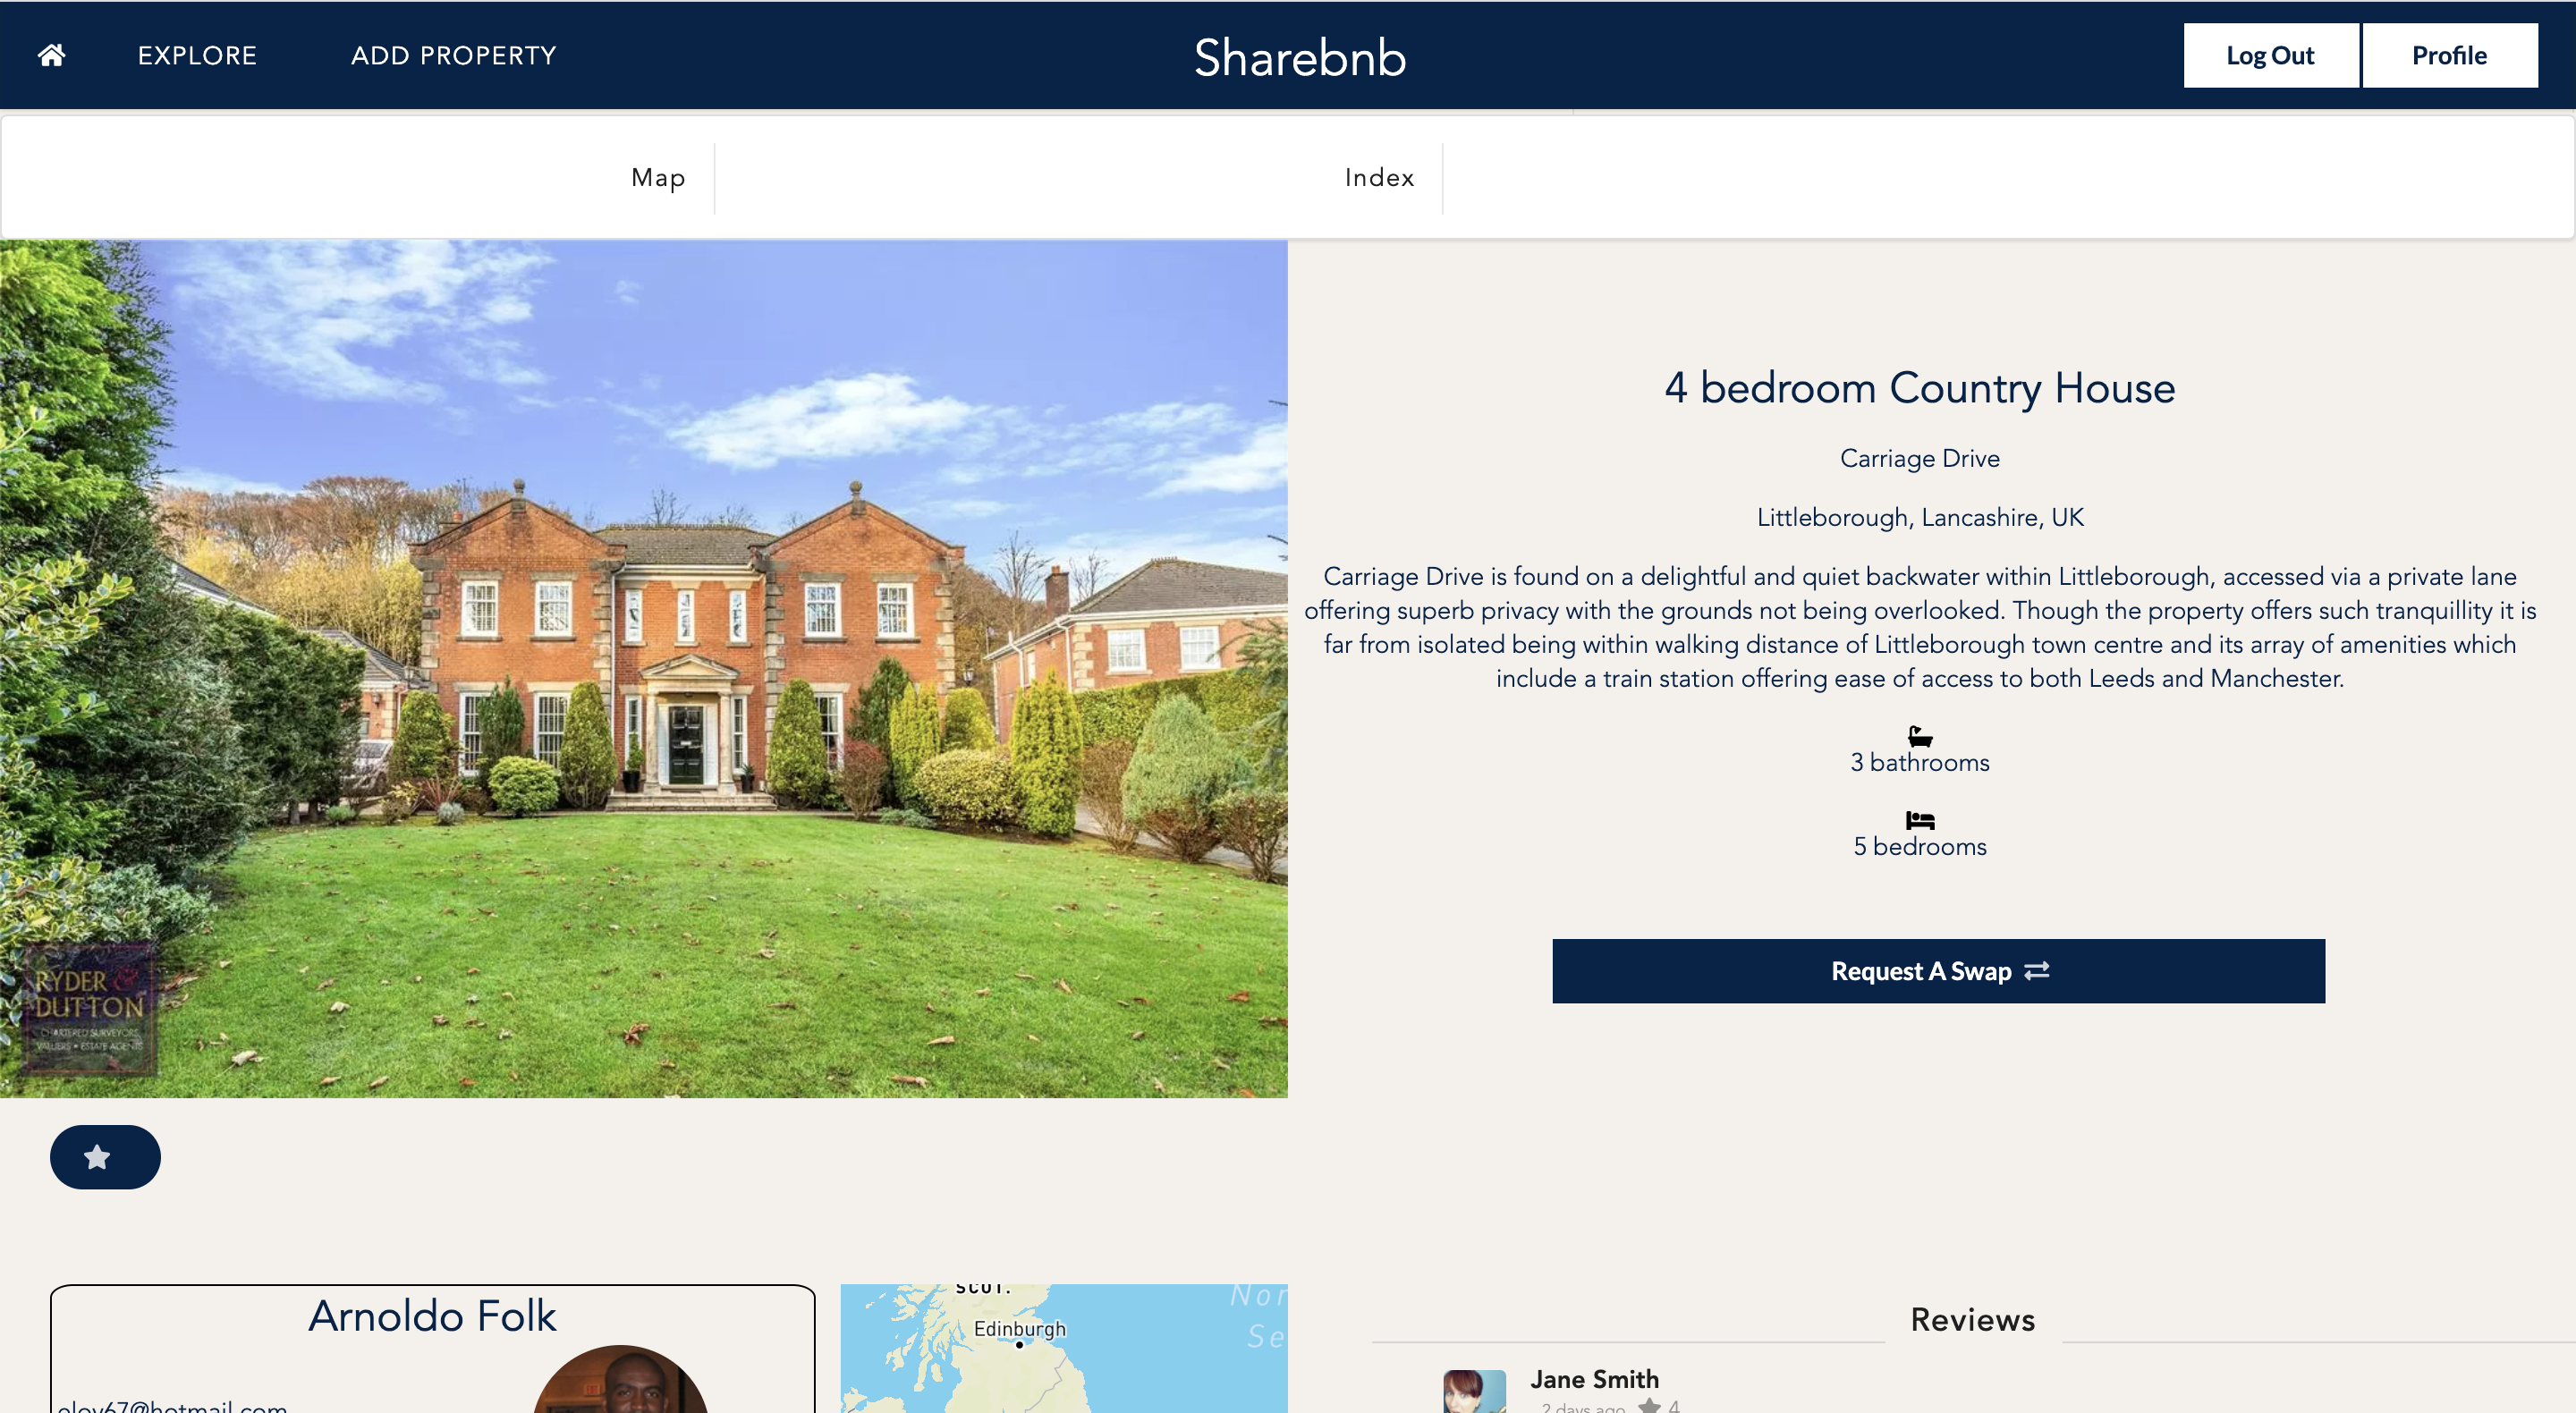 EXPLORE
ADD PROPERTY
Sharebnb
Log Out
Profile
Map
Index
4 bedroom Country House
Carriage Drive
Littleborough, Lancashire, UK
Carriage Drive is found on a delightful and quiet backwater within Littleborough, accessed via a private lane
offering superb privacy with the grounds not being overlooked. Though the property offers such tranquillity it is
far from isolated being within walking distance of Littleborough town centre and its array of amenities which
include a train station offering ease of access to both Leeds and Manchester.
3 bathrooms
5 bedrooms
Request A Swap
RYDER &
DUTTON
CHARTERED SURVEYORS
VALUERS • ESTATE AGENTS
Arnoldo Folk
eloy67@hotmail.com
SCOT.
Edinburgh
Nor
Se
Reviews
Jane Smith
2 days ago 4